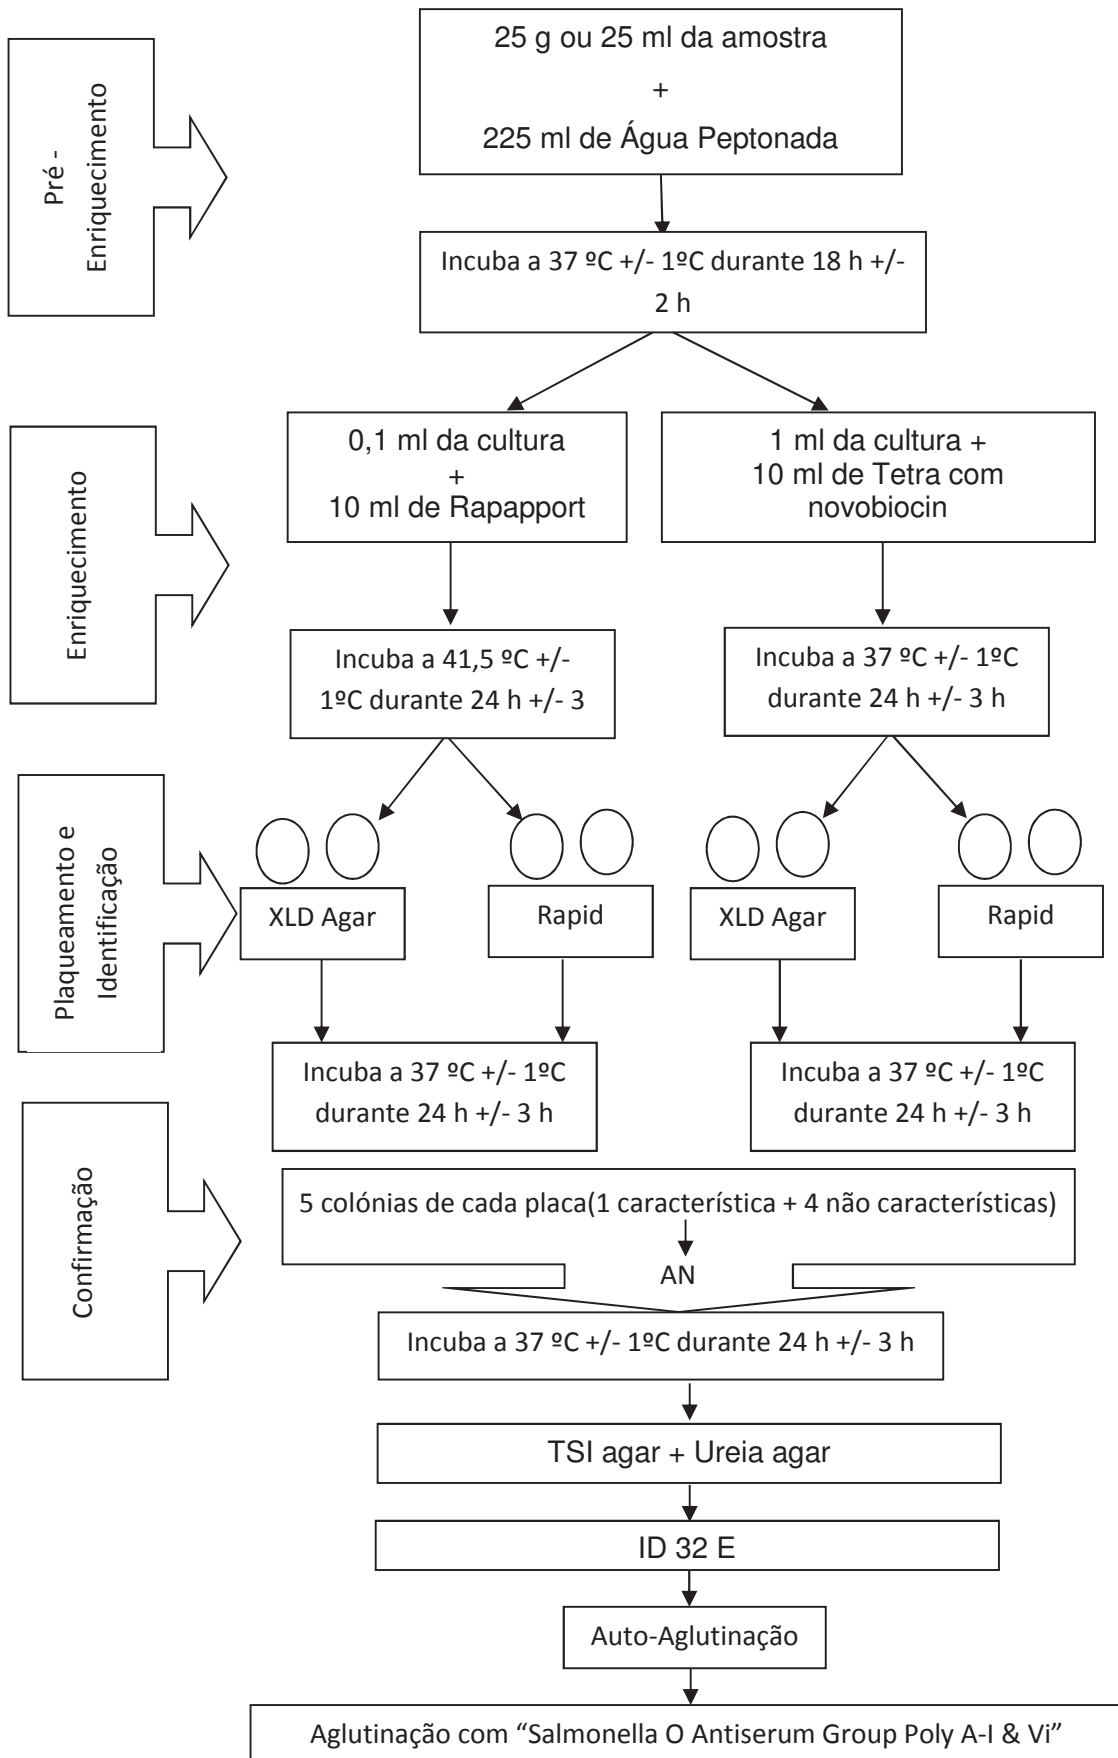 Pré -
Enriquecimento
25 g ou 25 ml da amostra
+
225 ml de Água Peptonada
Incuba a 37 ºC +/- 1ºC durante 18 h +/-
2 h
Enriquecimento
0,1 ml da cultura
+
10 ml de Rapapport
1 ml da cultura +
10 ml de Tetra com
novobiocin
Incuba a 41,5 ºC +/-
1ºC durante 24 h +/- 3
Incuba a 37 ºC +/- 1ºC
durante 24 h +/- 3 h
Plaqueamento e
Identificação
XLD Agar
Rapid
XLD Agar
Rapid
Incuba a 37 ºC +/- 1ºC
durante 24 h +/- 3 h
Incuba a 37 ºC +/- 1ºC
durante 24 h +/- 3 h
Confirmação
5 colónias de cada placa(1 característica + 4 não características)
AN
Incuba a 37 ºC +/- 1ºC durante 24 h +/- 3 h
TSI agar + Ureia agar
ID 32 E
Auto-Aglutinação
Aglutinação com “Salmonella O Antiserum Group Poly A-I & Vi”